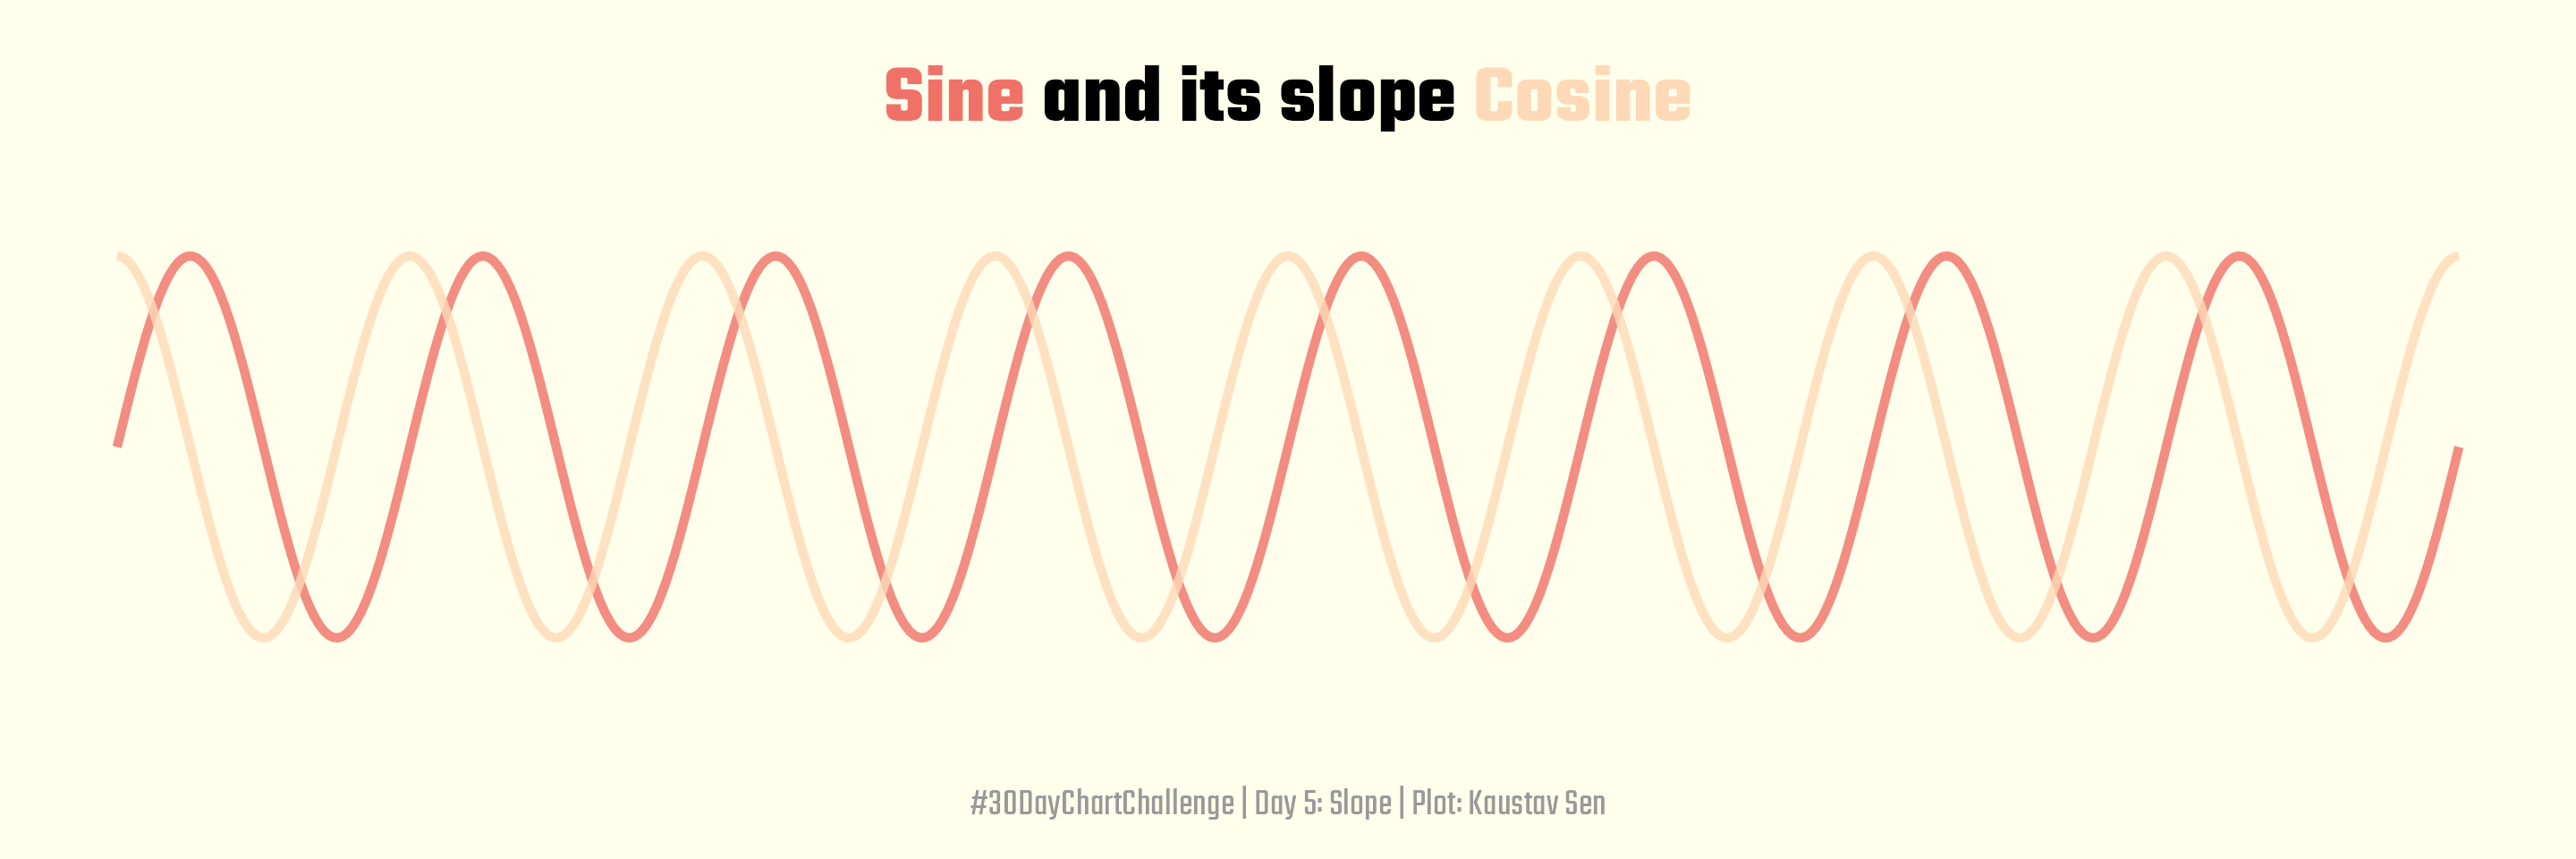 Sine and its slope Cosine
#30DayChartChallenge | Day 5: Slope | Plot: Kaustav Sen